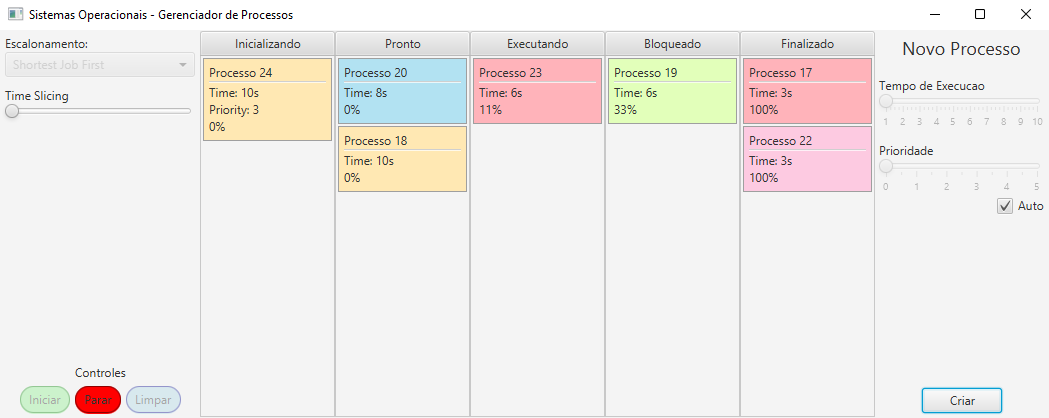 Sistemas Operacionais - Gerenciador de Processos
Escalonamento:
Shortest Job First
Time Slicing
Controles
Iniciar
Parar
Limpar
Inicializando
Processo 24
Time: 10s
Priority: 3
0%
Pronto
Processo 20
Time: 8s
0%
Processo 18
Time: 10s
0%
Executando
Processo 23
Time: 6s
11%
Bloqueado
Processo 19
Time: 6s
33%
Finalizado
Processo 17
Time: 3s
100%
Processo 22
Time: 3s
100%
Novo Processo
Tempo de Execucao
1 2 3 4 5 6 7 8 9 10
Prioridade
0 1 2 3 4 5
Auto
Criar